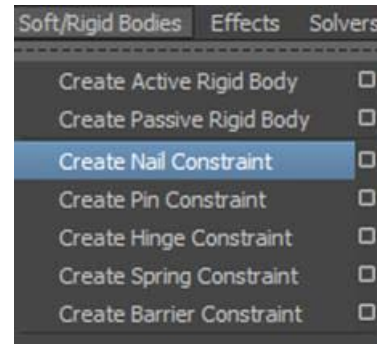 Soft/Rigid Bodies Effects Solvers
Create Active Rigid Body
Create Passive Rigid Body
Create Nail Constraint
Create Pin Constraint
Create Hinge Constraint
Create Spring Constraint
Create Barrier Constraint